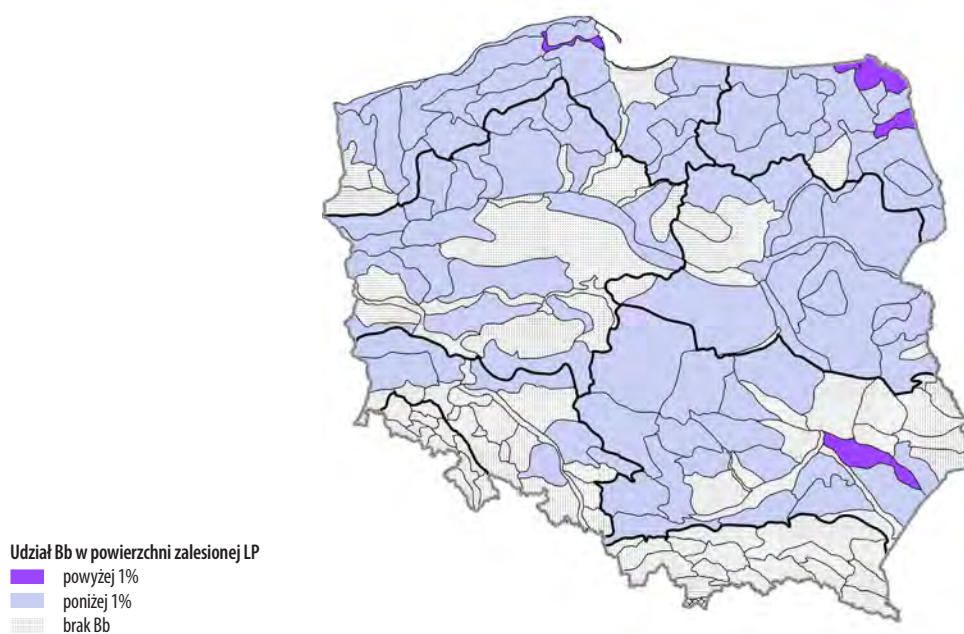 Udział Bb w powierzchni zalesionej LP
powyżej 1%
poniżej 1%
brak Bb